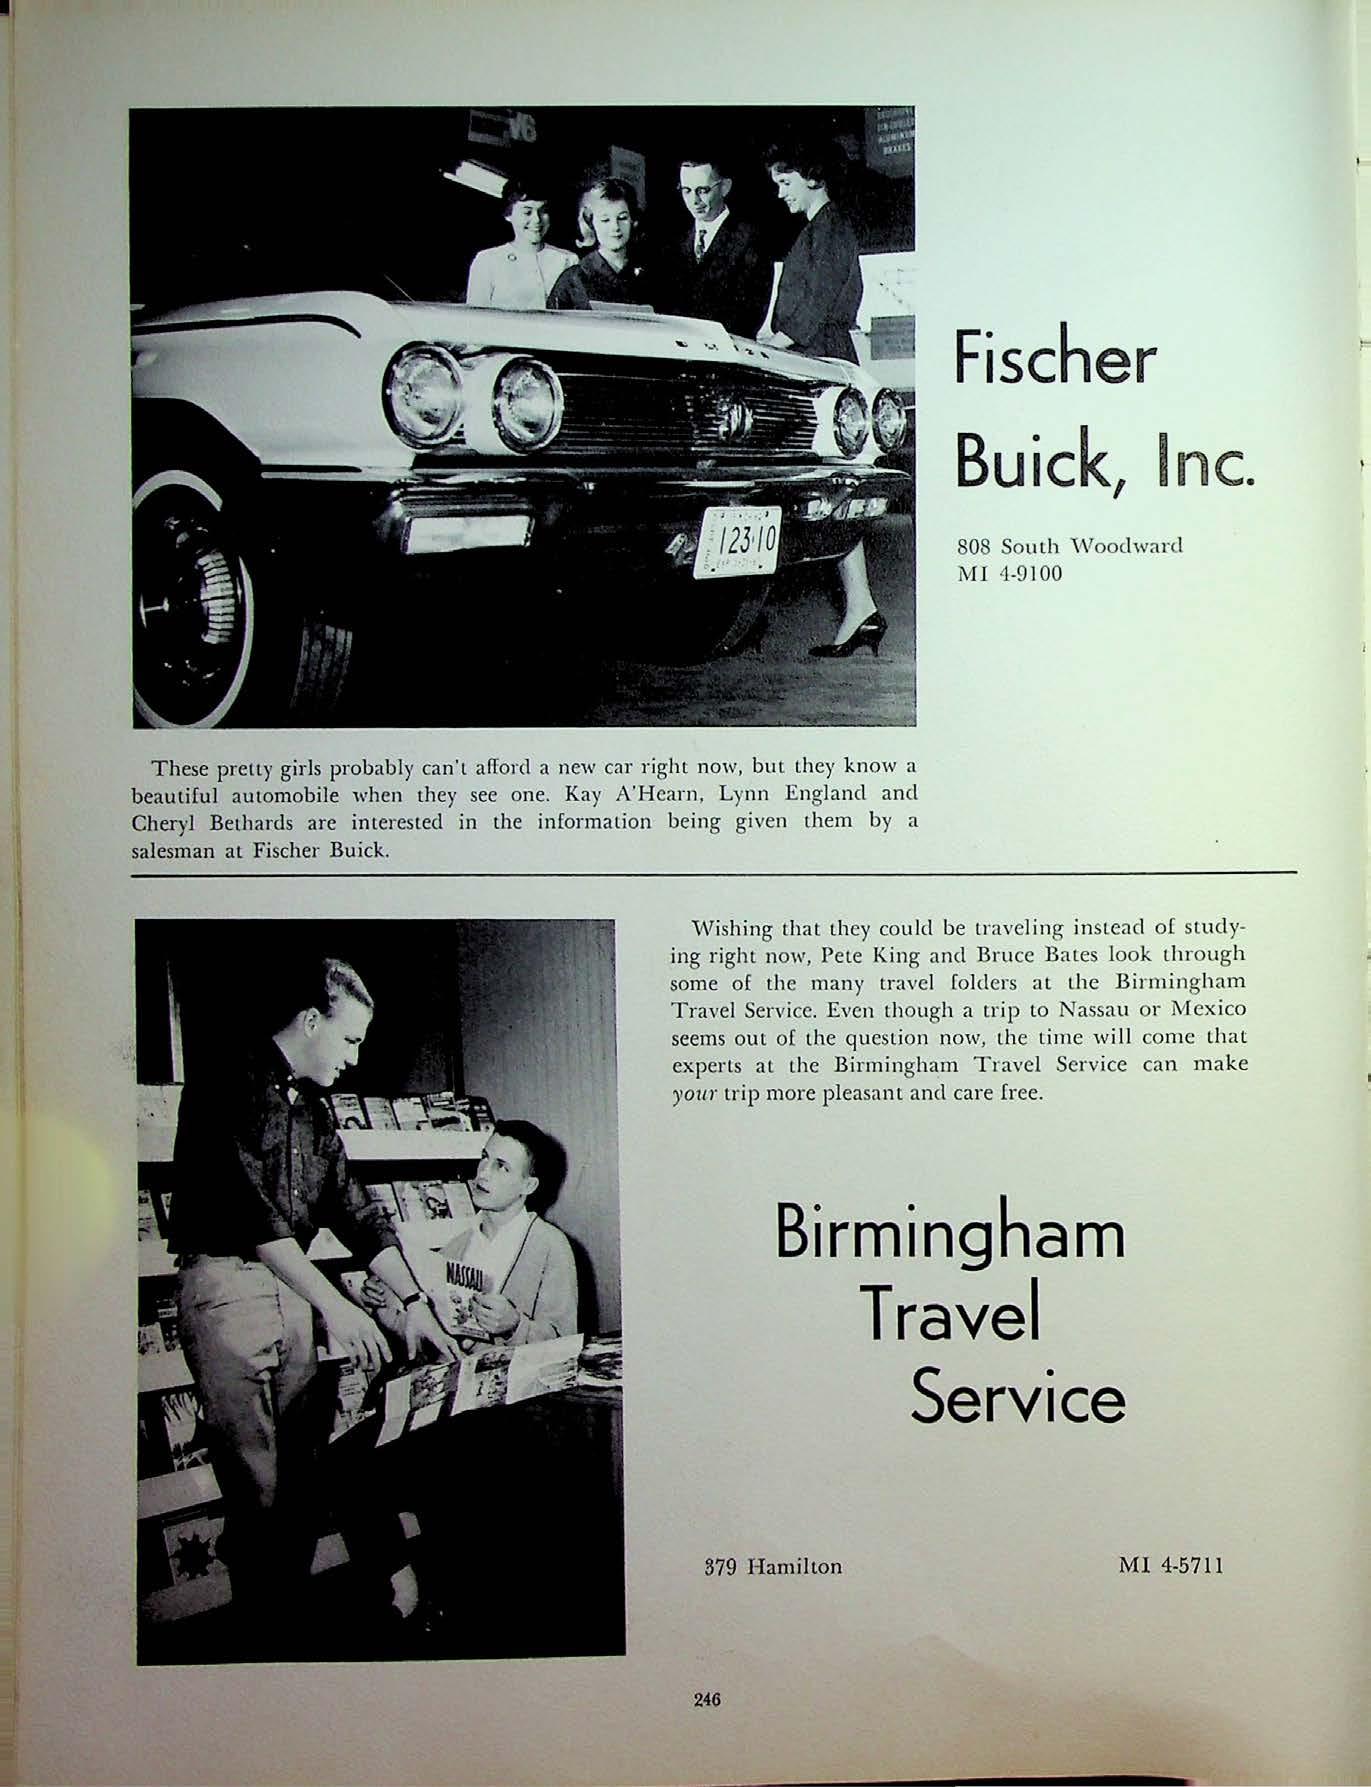 V6
BRAKES
BUICK
123·10
Fischer
Buick, Inc.
808 South Woodward
MI 4-9100
These pretty girls probably can't afford a new car right now, but they know a
beautiful automobile when they see one. Kay A'Hearn, Lynn England and
Cheryl Bethards are interested in the information being given them by a
salesman at Fischer Buick.
Wishing that they could be traveling instead of study-
ing right now, Pete King and Bruce Bates look through
some of the many travel folders at the Birmingham
Travel Service. Even though a trip to Nassau or Mexico
seems out of the question now, the time will come that
experts at the Birmingham Travel Service can make
your trip more pleasant and care free.
NASSAU
Birmingham
Travel
Service
379 Hamilton MI 4-5711
246